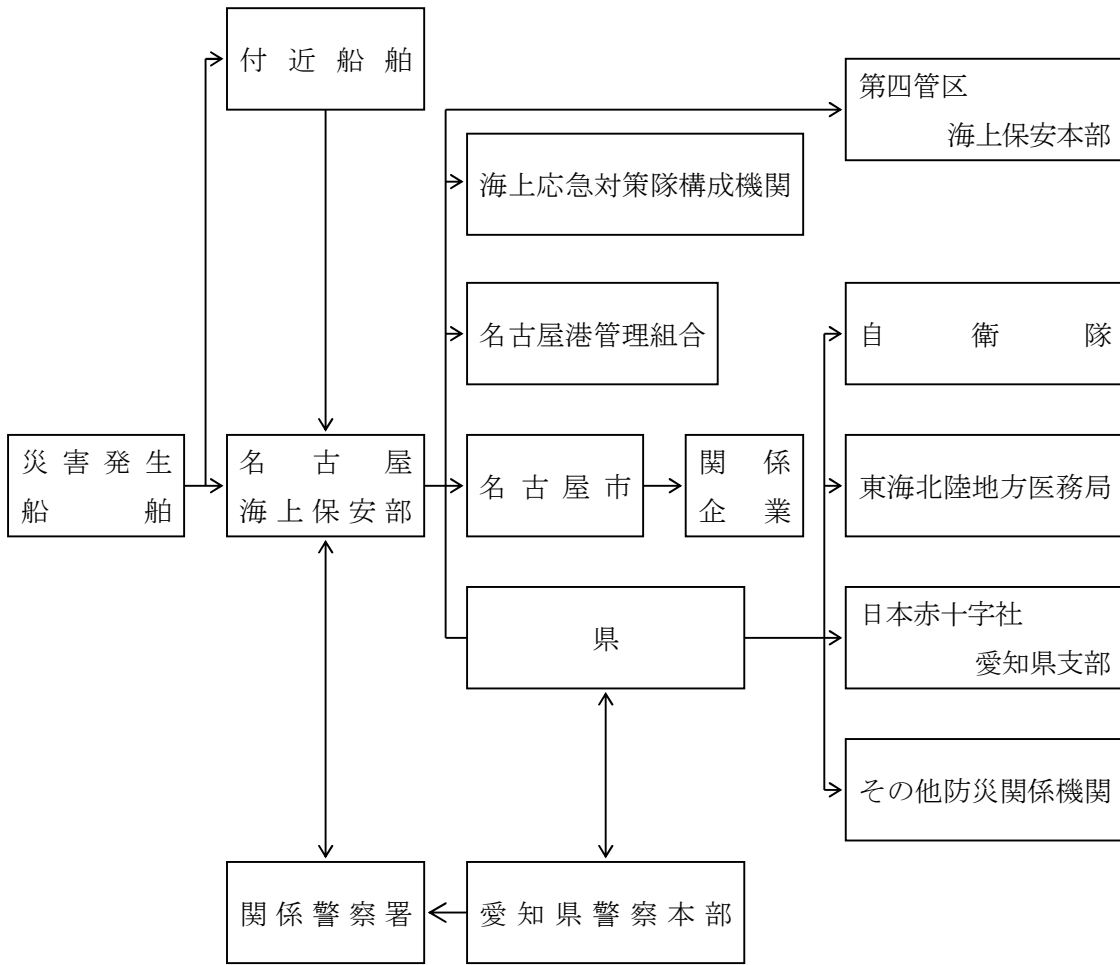 付近船舶
第四管区
海上保安本部
海上応急対策隊構成機関
名古屋港管理組合
自衛隊
災害発生
船舶
名古屋
海上保安部
名古屋市
関係
企業
東海北陸地方医務局
県
日本赤十字社
愛知県支部
その他防災関係機関
関係警察署
愛知県警察本部